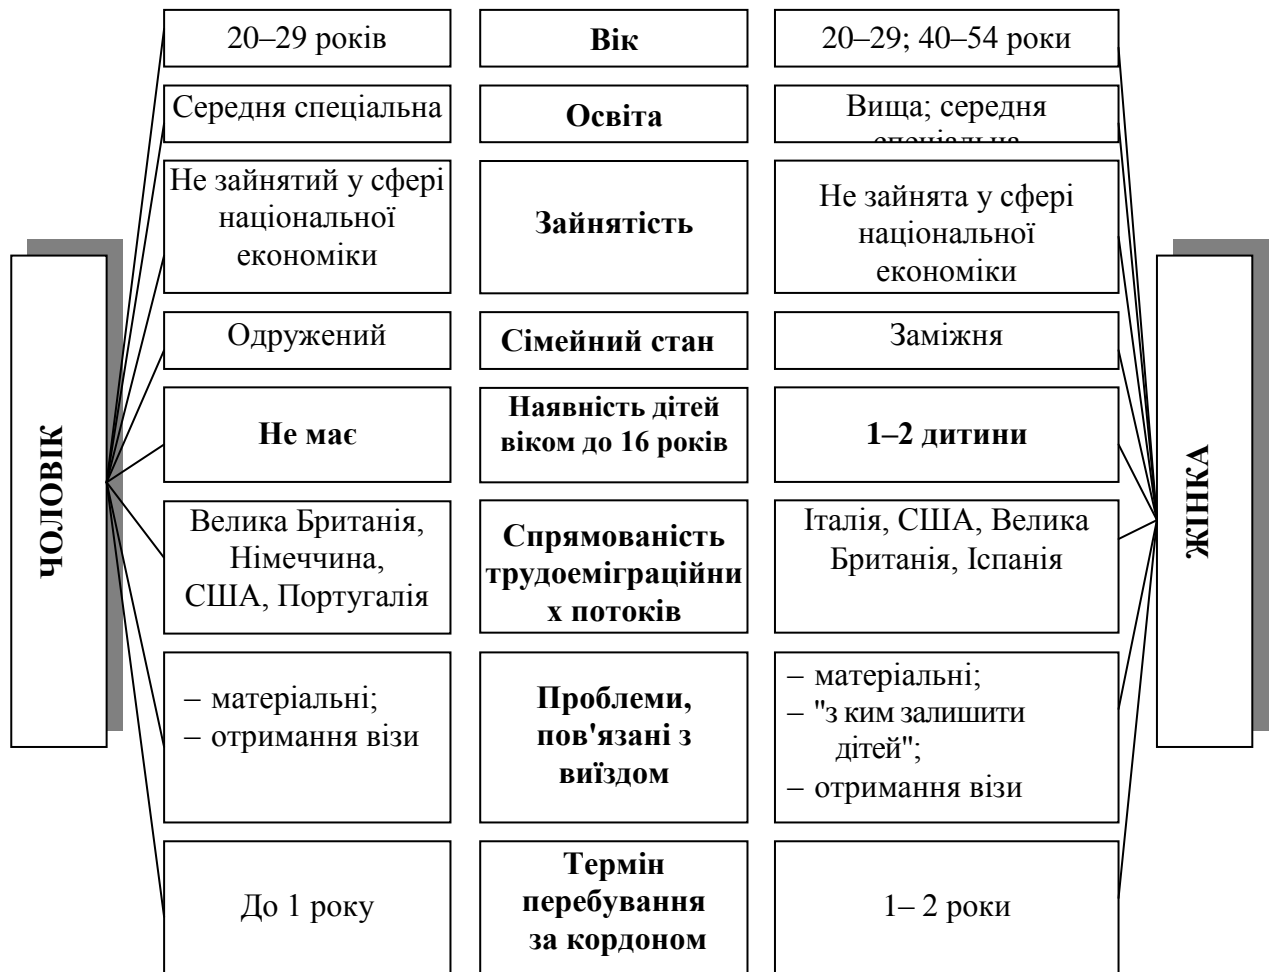 20–29 років
Вік
20–29; 40–54 роки
Середня спеціальна
Освіта
Вища; середня
спеціальна
Не зайнятий у сфері
національної
економіки
Зайнятість
Не зайнята у сфері
національної
економіки
Одружений
Сімейний стан
Заміжня
Не має
Наявність дітей
віком до 16 років
1–2 дитини
ЧОЛОВІК
ЖІНКА
Велика Британія,
Німеччина,
США, Португалія
Спрямованість
трудоеміграційни
х потоків
Італія, США, Велика
Британія, Іспанія
– матеріальні;
– отримання візи
Проблеми,
пов'язані з
виїздом
– матеріальні;
– "з ким залишити
дітей";
– отримання візи
До 1 року
Термін
перебування
за кордоном
1– 2 роки